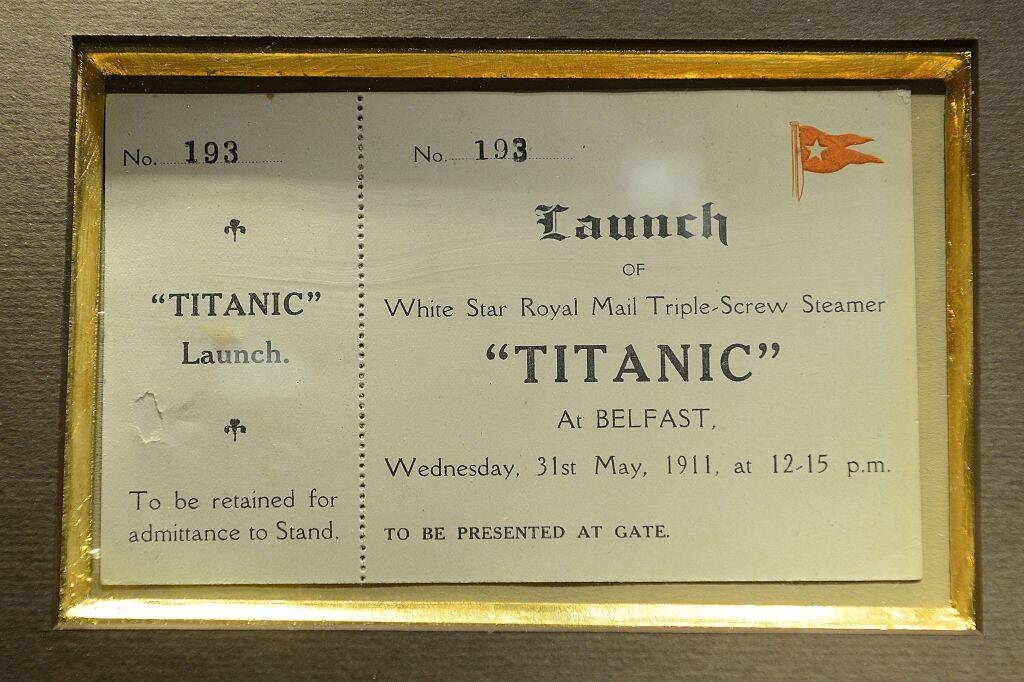 No. 193
“TITANIC”
Launch.
To be retained for
admittance to Stand.
No. 193
Launch
OF
White Star Royal Mail Triple-Screw Steamer
“TITANIC”
At BELFAST,
Wednesday, 31st May, 1911, at 12-15 p.m.
TO BE PRESENTED AT GATE.